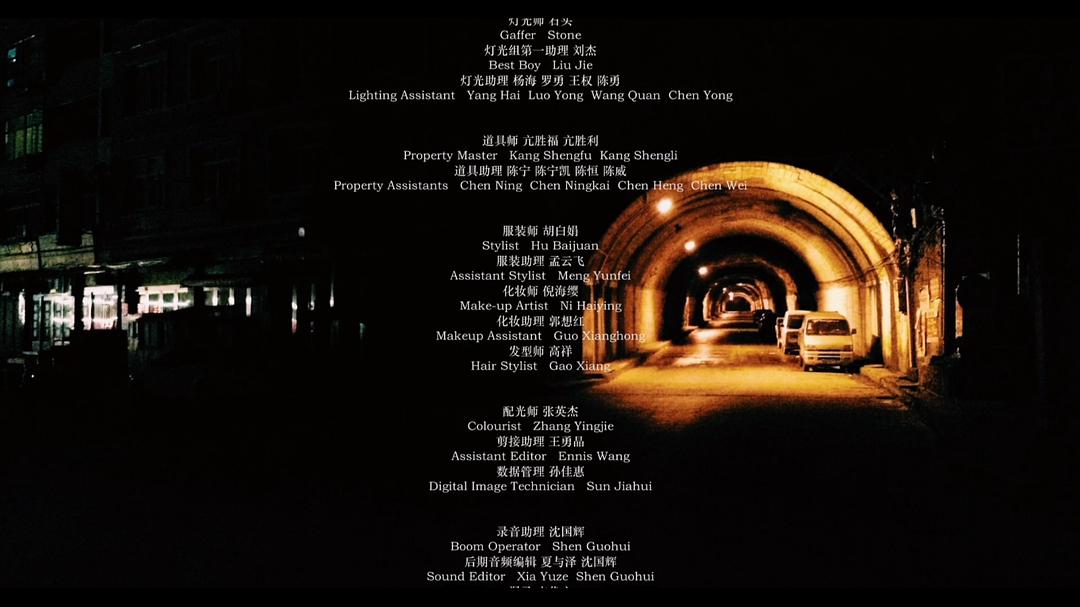 灯光师 石头
Gaffer Stone
灯光组第一助理 刘杰
Best Boy Liu Jie
灯光助理 杨海 罗勇 王权 陈勇
Lighting Assistant Yang Hai Luo Yong Wang Quan Chen Yong
道具师 亢胜福 亢胜利
Property Master Kang Shengfu Kang Shengli
道具助理 陈宁 陈宁凯 陈恒 陈威
Property Assistants Chen Ning Chen Ningkai Chen Heng Chen Wei
服装师 胡白娟
Stylist Hu Baijuan
服装助理 孟云飞
Assistant Stylist Meng Yunfei
化妆师 倪海缨
Make-up Artist Ni Haiying
化妆助理 郭想红
Makeup Assistant Guo Xianghong
发型师 高祥
Hair Stylist Gao Xiang
配光师 张英杰
Colourist Zhang Yingjie
剪接助理 王勇晶
Assistant Editor Ennis Wang
数据管理 孙佳惠
Digital Image Technician Sun Jiahui
录音助理 沈国辉
Boom Operator Shen Guohui
后期音频编辑 夏与泽 沈国辉
Sound Editor Xia Yuze Shen Guohui